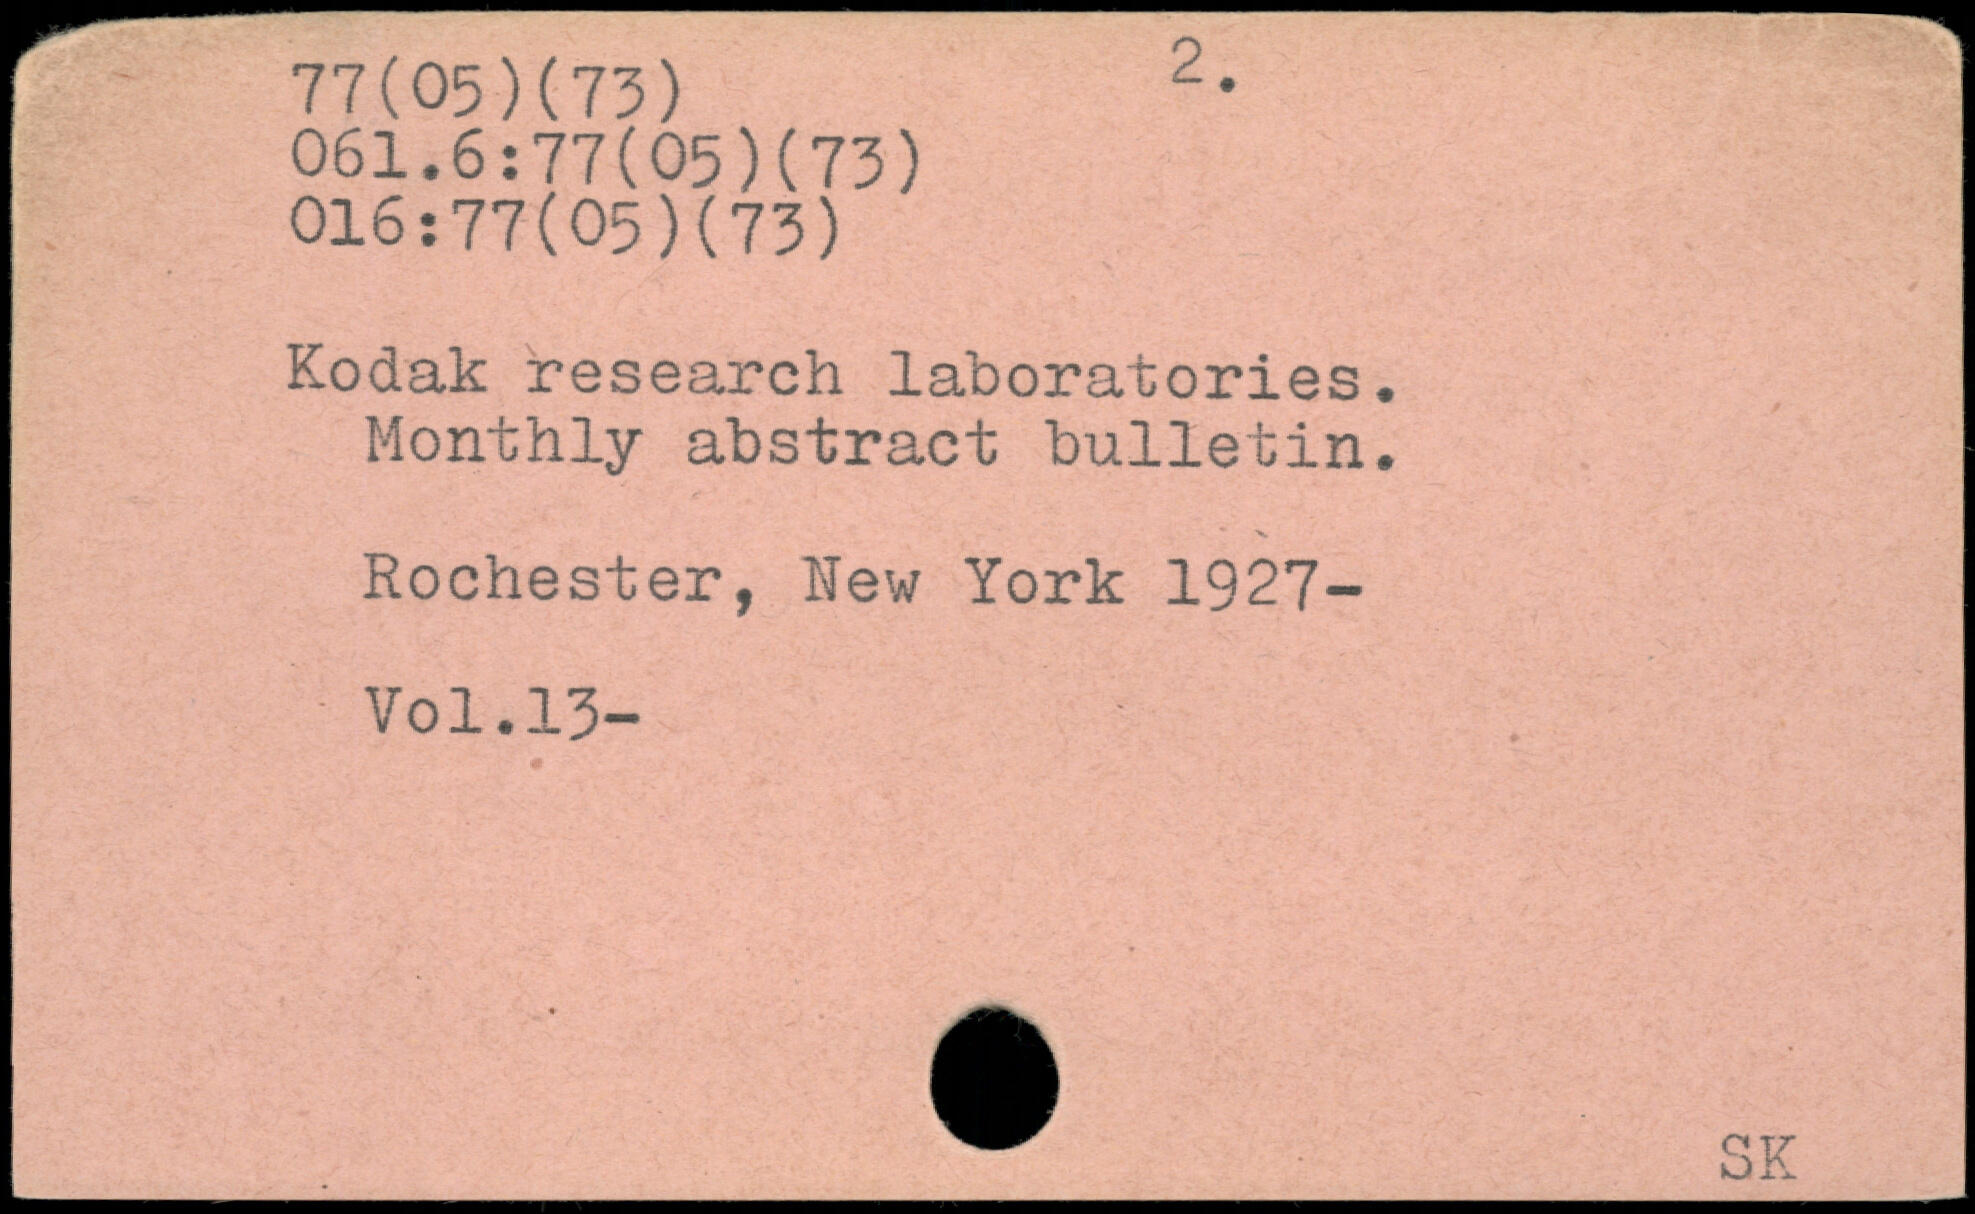 77(05)(73) 2.
061.6:77(05)(73)
016:77(05)(73)
Kodak research laboratories.
Monthly abstract bulletin.
Rochester, New York 1927-
Vol.13-
SK